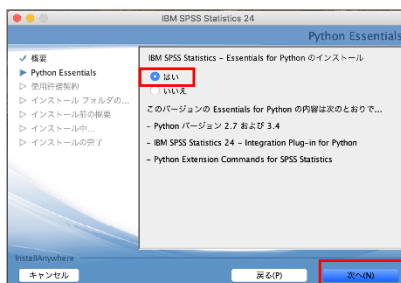 IBM SPSS Statistics 24
Python Essentials
✓ 概要
Python Essentials
使用許諾契約
インストール フォルダの...
インストール前の概要
インストール中...
インストールの完了
IBM SPSS Statistics – Essentials for Python のインストール
はい
いいえ
このバージョンの Essentials for Python の内容は次のとおりで...
– Python バージョン 2.7 および 3.4
– IBM SPSS Statistics 24 – Integration Plug-in for Python
– Python Extension Commands for SPSS Statistics
InstallAnywhere
キャンセル
戻る(P)
次へ(N)